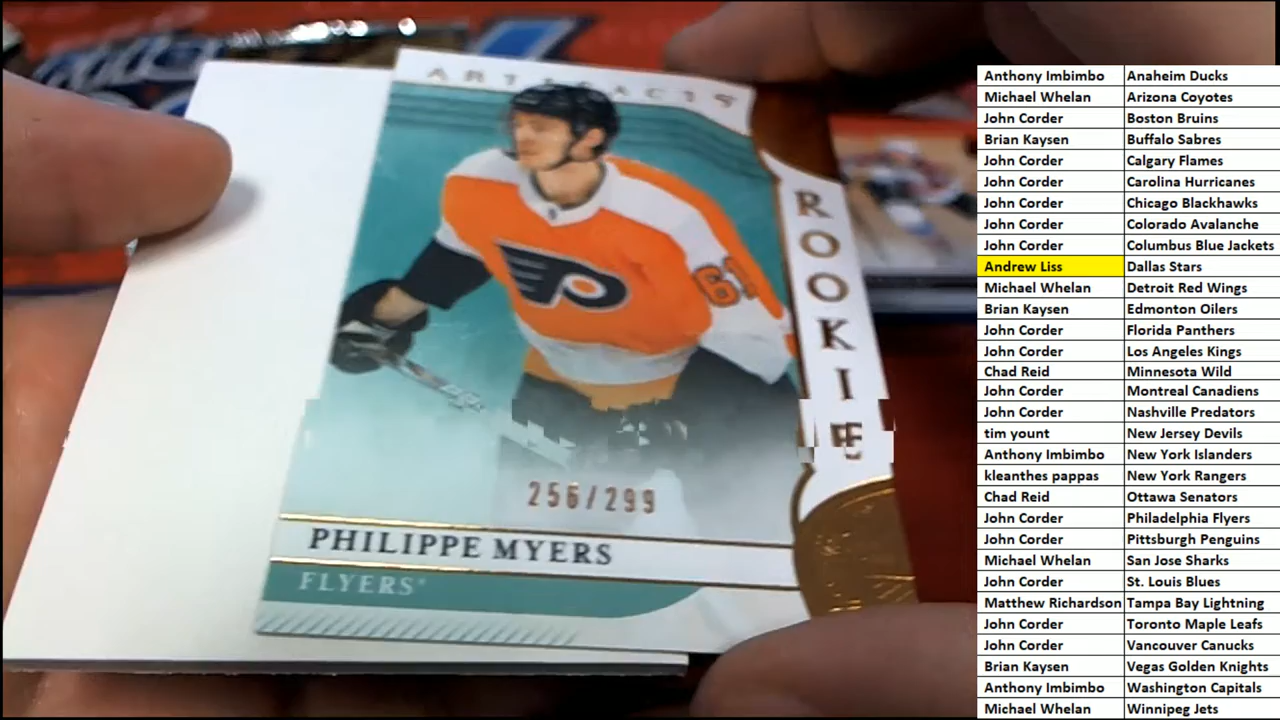 ARTIFACTS
ROOKIE
61
256/299
PHILIPPE MYERS
FLYERS
Anthony Imbimbo Anaheim Ducks
Michael Whelan Arizona Coyotes
John Corder Boston Bruins
Brian Kaysen Buffalo Sabres
John Corder Calgary Flames
John Corder Carolina Hurricanes
John Corder Chicago Blackhawks
John Corder Colorado Avalanche
John Corder Columbus Blue Jackets
Andrew Liss Dallas Stars
Michael Whelan Detroit Red Wings
Brian Kaysen Edmonton Oilers
John Corder Florida Panthers
John Corder Los Angeles Kings
Chad Reid Minnesota Wild
John Corder Montreal Canadiens
John Corder Nashville Predators
tim yount New Jersey Devils
Anthony Imbimbo New York Islanders
kleanthes pappas New York Rangers
Chad Reid Ottawa Senators
John Corder Philadelphia Flyers
John Corder Pittsburgh Penguins
Michael Whelan San Jose Sharks
John Corder St. Louis Blues
Matthew Richardson Tampa Bay Lightning
John Corder Toronto Maple Leafs
John Corder Vancouver Canucks
Brian Kaysen Vegas Golden Knights
Anthony Imbimbo Washington Capitals
Michael Whelan Winnipeg Jets